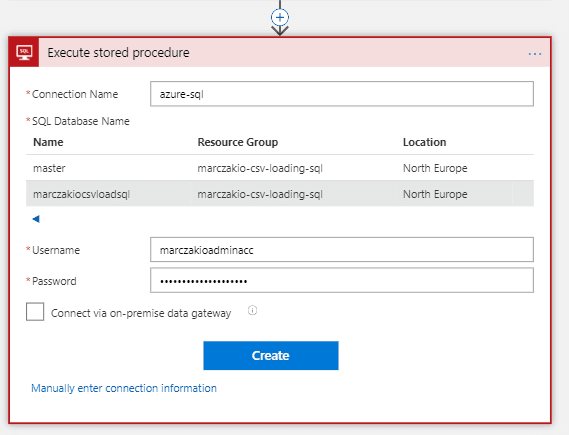 SQL
Execute stored procedure
...
*Connection Name azure-sql
*SQL Database Name
Name Resource Group Location
master marczakio-csv-loading-sql North Europe
marczakiocsvloadsql marczakio-csv-loading-sql North Europe
*Username marczakioadminacc
*Password ••••••••••••••••••••
Connect via on-premise data gateway
Create
Manually enter connection information